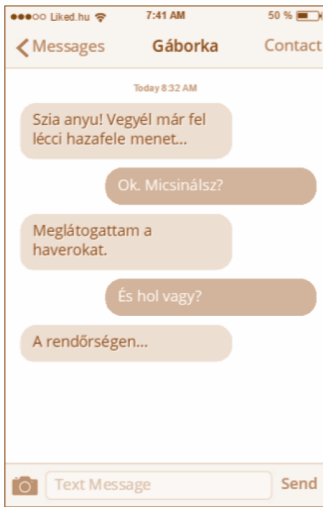 Liked.hu 7:41 AM 50 %
Messages Gáborka Contact
Today 8:32 AM
Szia anyu! Vegyél már fel
lécci hazafele menet...
Ok. Micsinálsz?
Meglátogattam a
haverokat.
És hol vagy?
A rendőrségen...
Text Message Send